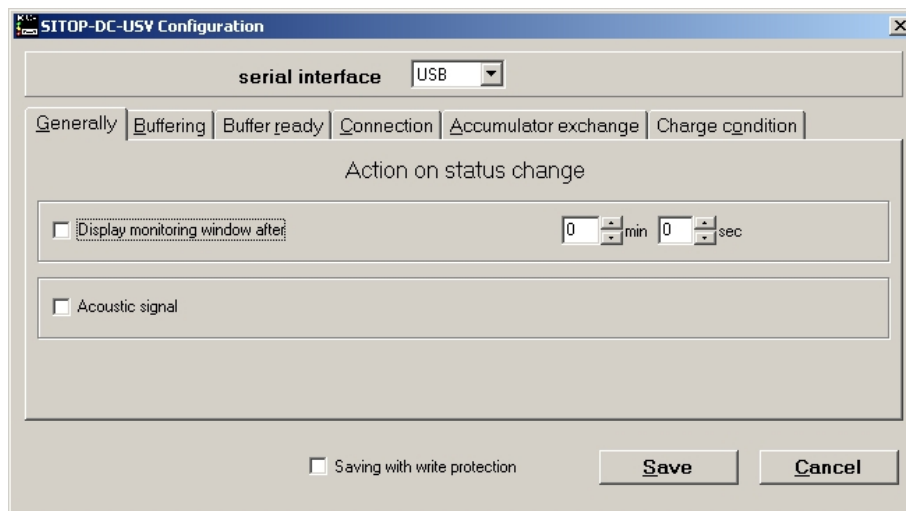 SITOP-DC-USV Configuration
serial interface USB
Generally Buffering Buffer ready Connection Accumulator exchange Charge condition
Action on status change
Display monitoring window after 0 min 0 sec
Acoustic signal
Saving with write protection Save Cancel